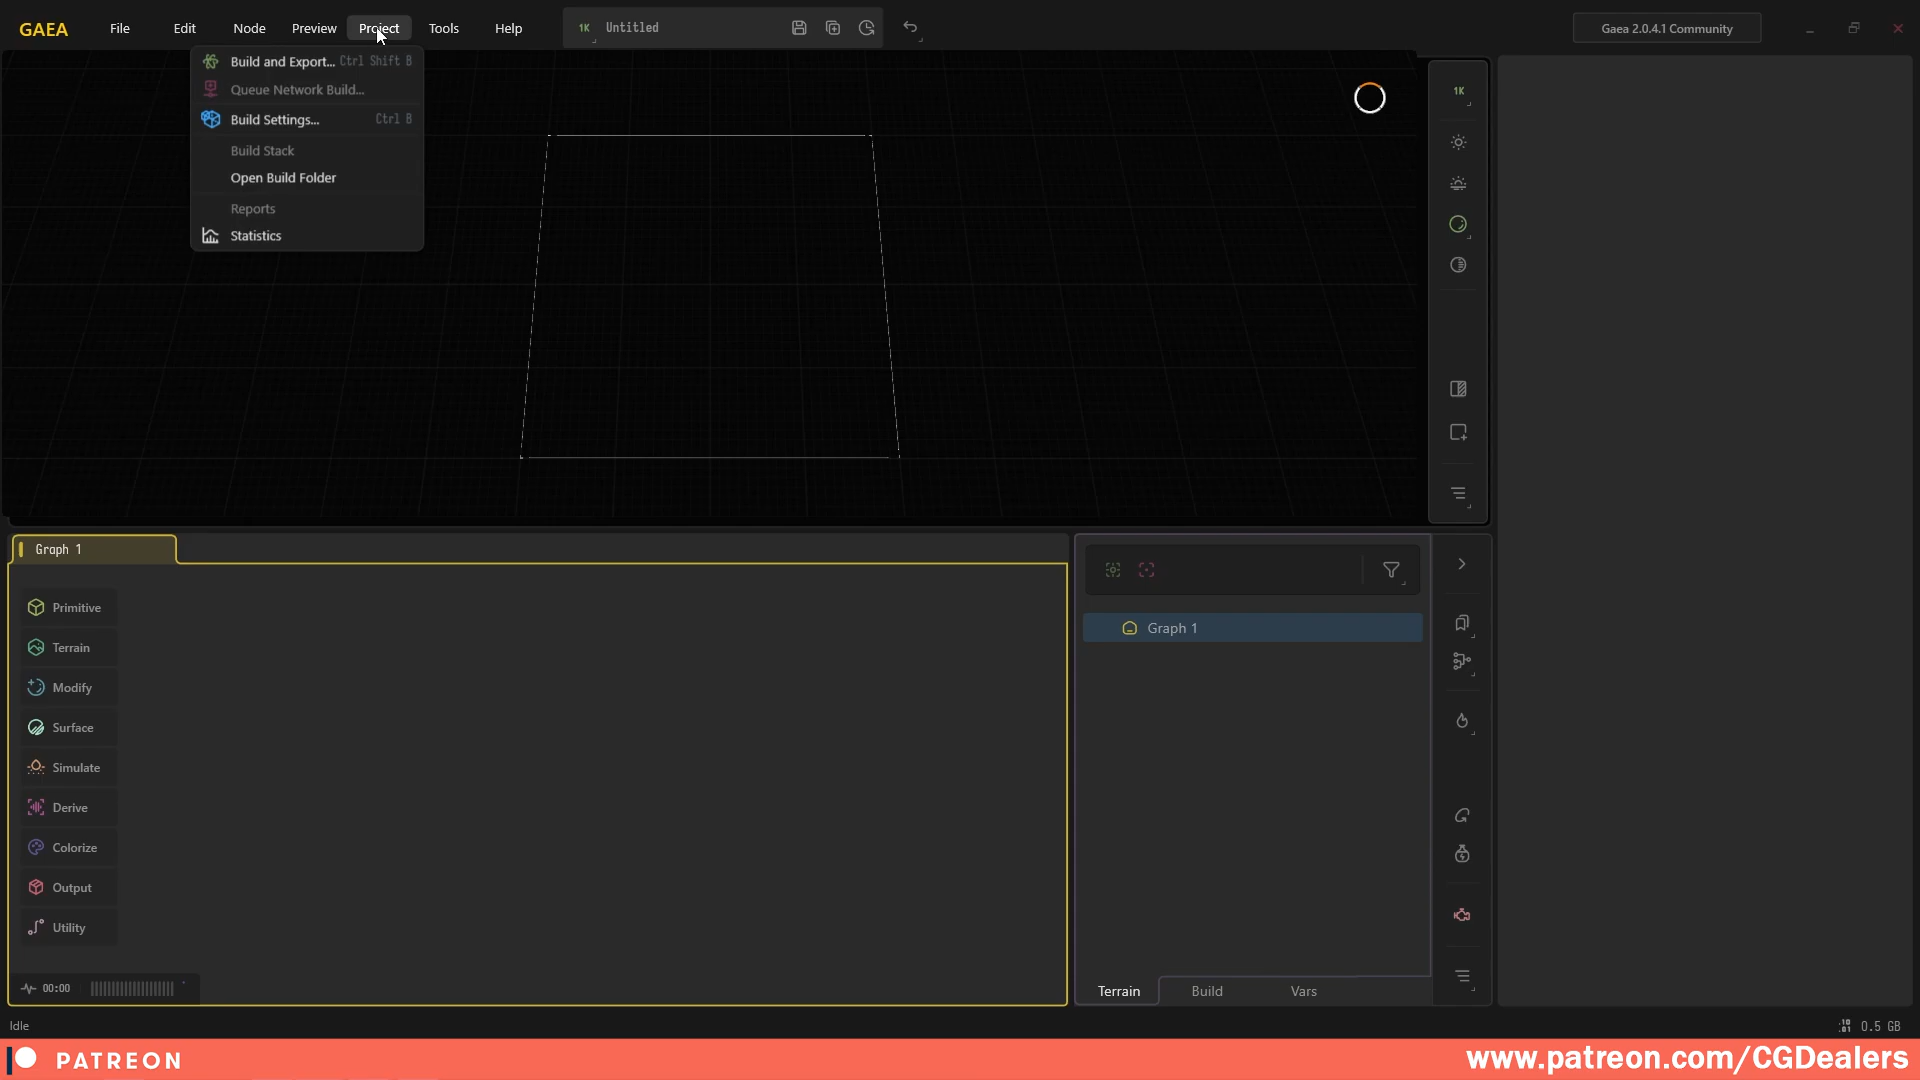 GAEA File Edit Node Preview Project Tools Help 1K Untitled Gaea 2.0.4.1 Community
Build and Export... Ctrl Shift B
Queue Network Build...
Build Settings... Ctrl B
Build Stack
Open Build Folder
Reports
Statistics
1K
Graph 1
Primitive
Terrain
Modify
Surface
Simulate
Derive
Colorize
Output
Utility
00:00
Graph 1
Terrain Build Vars
Idle
0.5 GB
PATREON
www.patreon.com/CGDealers